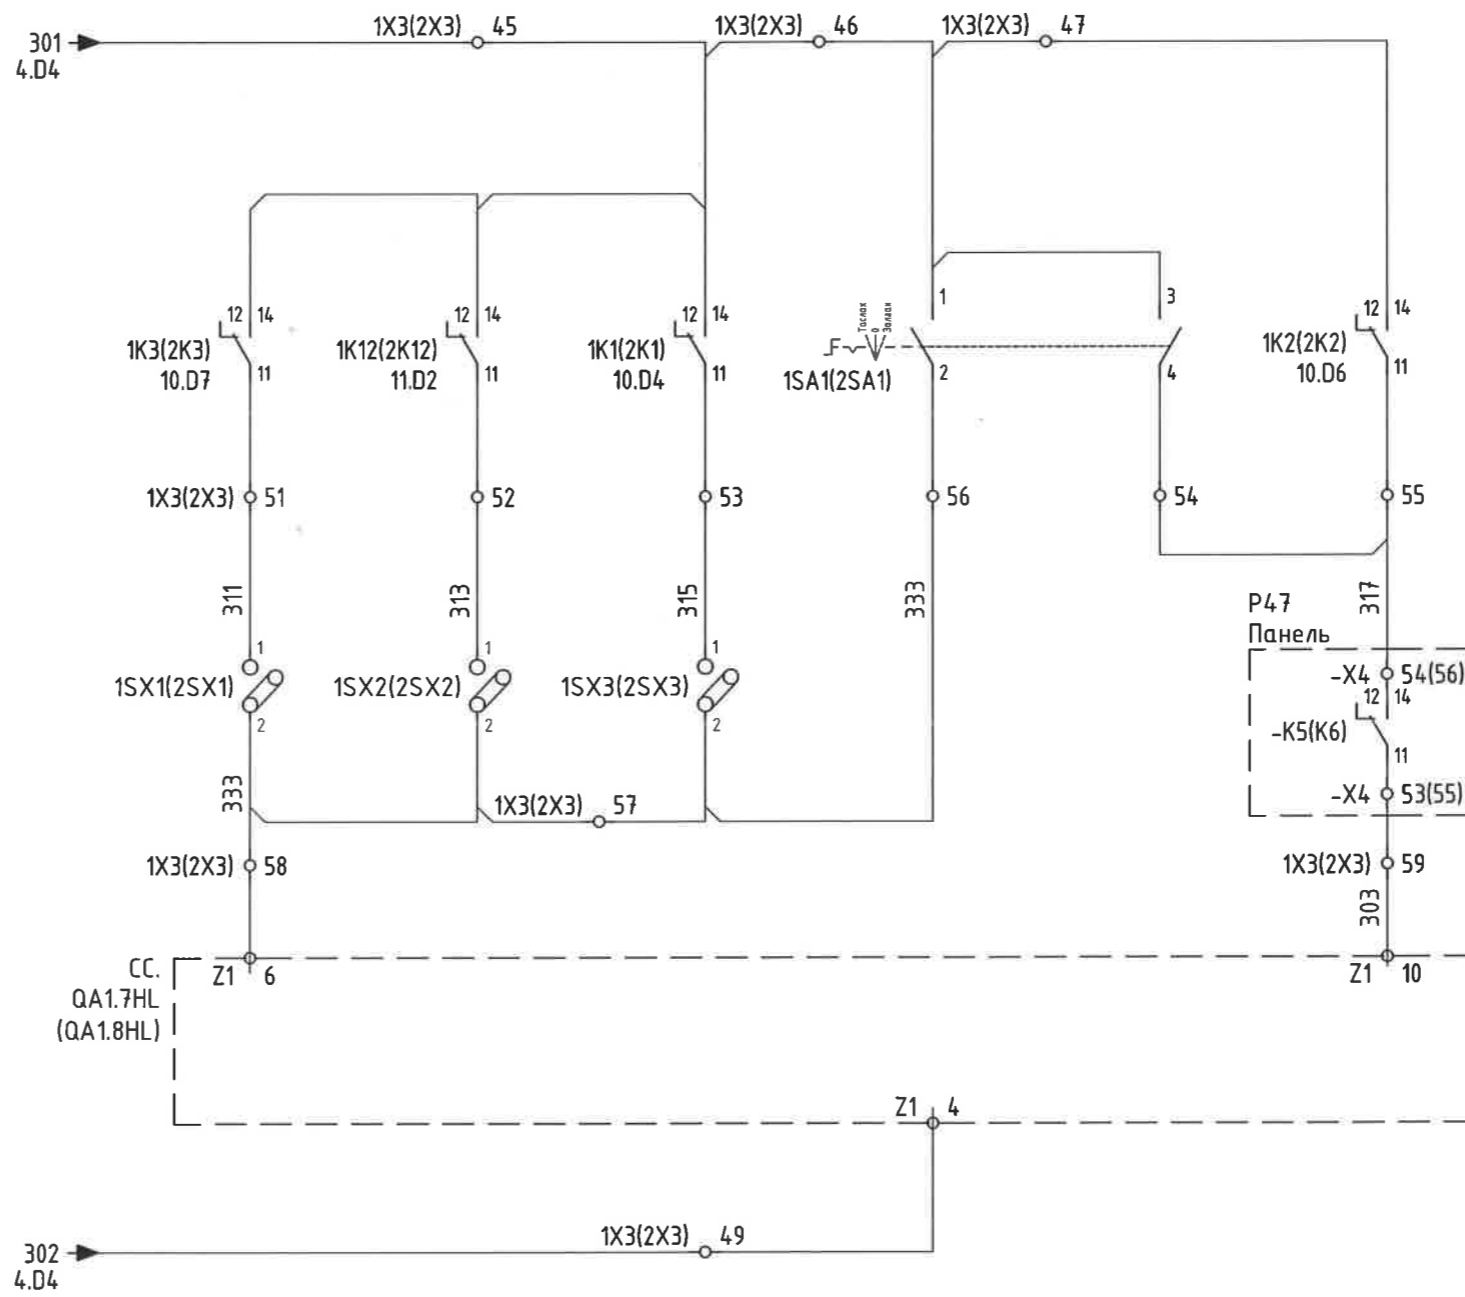 301
4.D4
1X3(2X3) 45
1X3(2X3) 46
1X3(2X3) 47
12 14
1K3(2K3)
10.D7
11
12 14
1K12(2K12)
11.D2
11
12 14
1K1(2K1)
10.D4
11
Таслах
0
Залгах
1SA1(2SA1)
1
2
3
4
12 14
1K2(2K2)
10.D6
11
1X3(2X3) 51
52
53
56
54
55
311
313
315
333
317
P47
Панель
1
1SX1(2SX1)
2
1
1SX2(2SX2)
2
1
1SX3(2SX3)
2
-X4 54(56)
12 14
-K5(K6)
11
-X4 53(55)
333
1X3(2X3) 57
1X3(2X3) 58
1X3(2X3) 59
303
CC.
QA1.7HL
(QA1.8HL)
Z1 6
Z1 10
Z1 4
1X3(2X3) 49
302
4.D4